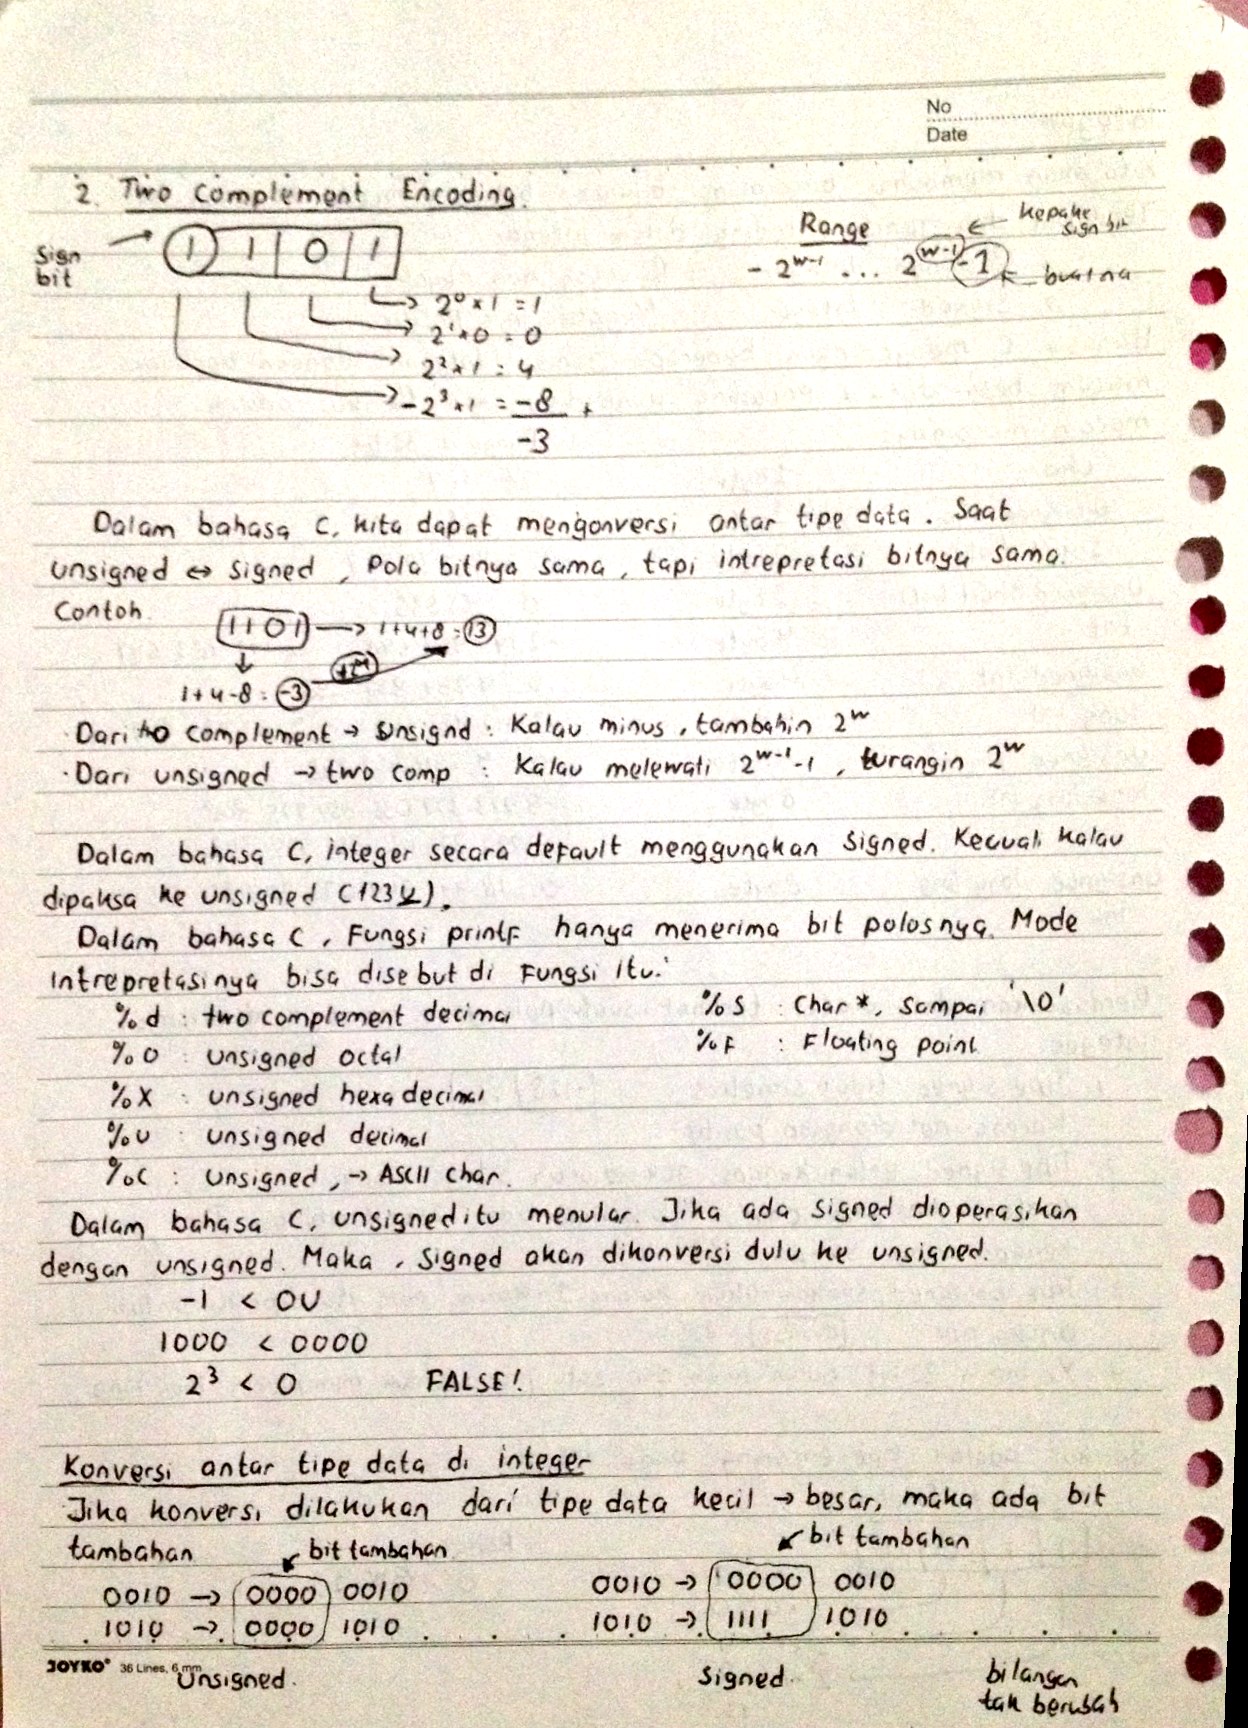 No
Date
2. Two Complement Encoding.
Sign bit
1 1 0 1
Range
-2^w-1 ... 2^w-1 -1
kepake sign bit
buat na
2^0 * 1 = 1
2^1 * 0 = 0
2^2 * 1 = 4
-2^3 * 1 = -8 +
-3
Dalam bahasa C, kita dapat mengonversi antar tipe data. Saat
unsigned ↔ signed, Pola bitnya sama, tapi intrepretasi bitnya sama.
Contoh
1101 → 1+4+8 = 13
+2^4
1+4-8 = -3
· Dari two complement → unsignd : Kalau minus, tambahin 2^w
· Dari unsigned → two comp : Kalau melewati 2^w-1 -1, kurangin 2^w
Dalam bahasa C, integer secara default menggunakan signed. Kecuali kalau
dipaksa ke unsigned (123U).
Dalam bahasa C, Fungsi printf hanya menerima bit polosnya. Mode
Intrepretasinya bisa disebut di Fungsi itu:
%d : two complement decimal
%s : Char *, sampai '\0'
%o : unsigned octal
%F : Floating point
%X : unsigned hexadecimal
%u : unsigned decimal
%c : unsigned, → ASCII char.
Dalam bahasa C, unsigned itu menular. Jika ada signed dioperasikan
dengan unsigned. Maka, Signed akan dikonversi dulu ke unsigned.
-1 < 0U
1000 < 0000
2^3 < 0 FALSE!
Konversi antar tipe data di integer
Jika konversi dilakukan dari tipe data kecil → besar, maka ada bit
tambahan
bit tambahan
bit tambahan
0010 → 0000 0010
0010 → 0000 0010
1010 → 0000 1010
1010 → 1111 1010
JOYKO® 36 Lines, 6 mm
Unsigned.
Signed.
bilangan
tak berubah